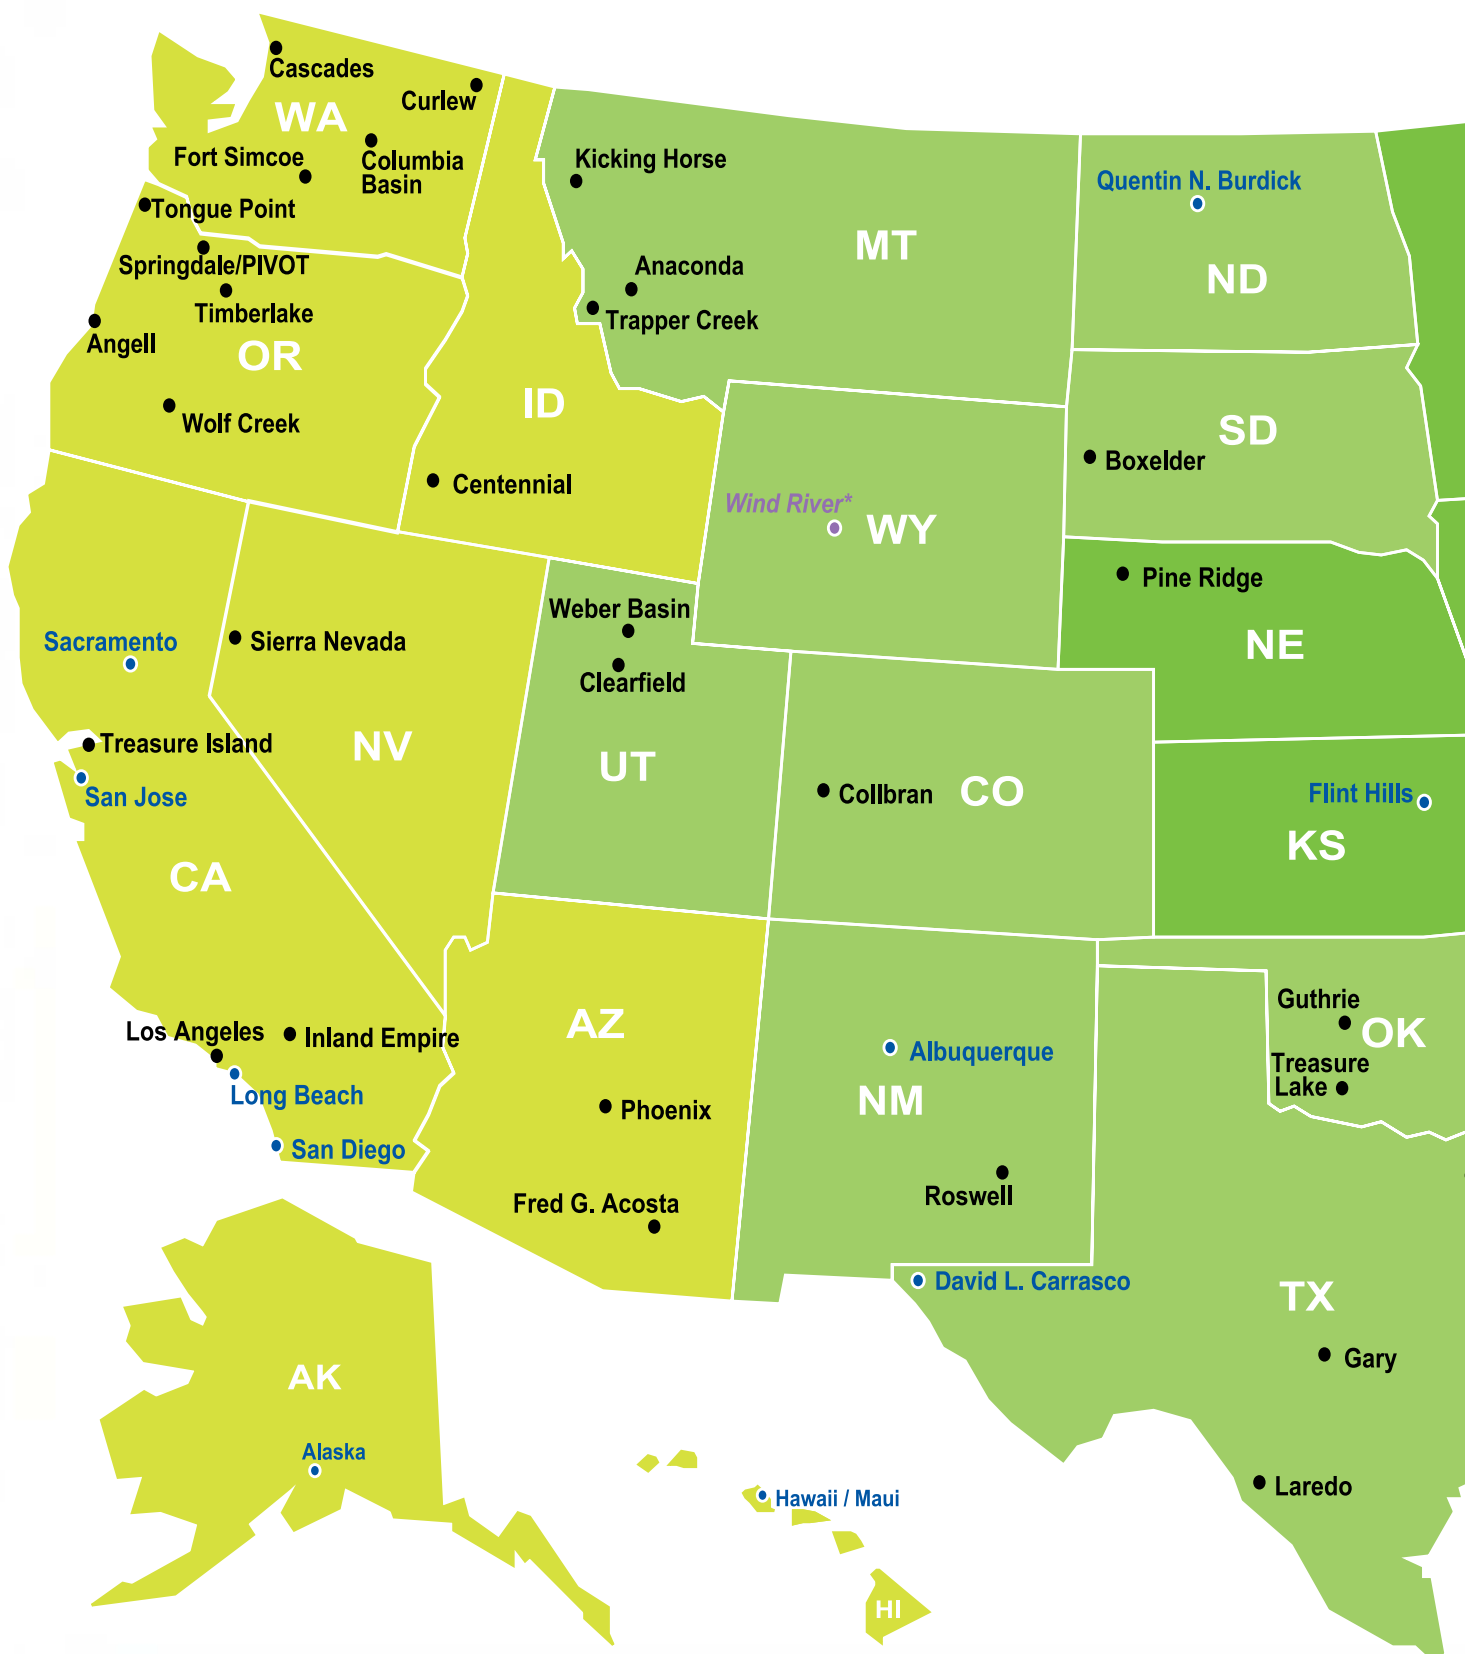 Cascades
Curlew
WA
Fort Simcoe
Columbia
Basin
Kicking Horse
Quentin N. Burdick
Tongue Point
MT
Springdale/PIVOT
Anaconda
ND
Timberlake
Trapper Creek
Angell
OR
ID
Wolf Creek
SD
Boxelder
Centennial
Wind River*
WY
Pine Ridge
Weber Basin
Sacramento
Sierra Nevada
NE
Clearfield
Treasure Island
NV
UT
San Jose
Collbran
CO
Flint Hills
KS
CA
Guthrie
Los Angeles
Inland Empire
AZ
OK
Albuquerque
Treasure
Lake
Long Beach
NM
Phoenix
San Diego
Roswell
Fred G. Acosta
David L. Carrasco
TX
Gary
AK
Alaska
Laredo
Hawaii / Maui
HI